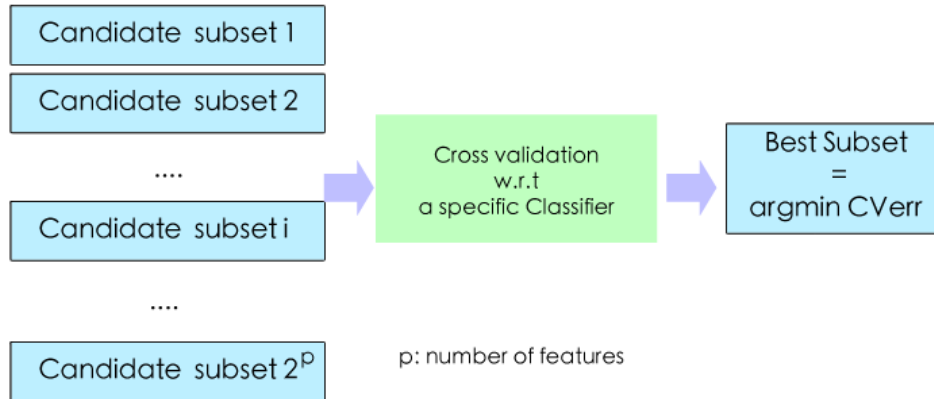 Candidate subset 1
Candidate subset 2
....
Candidate subset i
....
Candidate subset 2^p
Cross validation
w.r.t
a specific Classifier
Best Subset
=
argmin CVerr
p: number of features